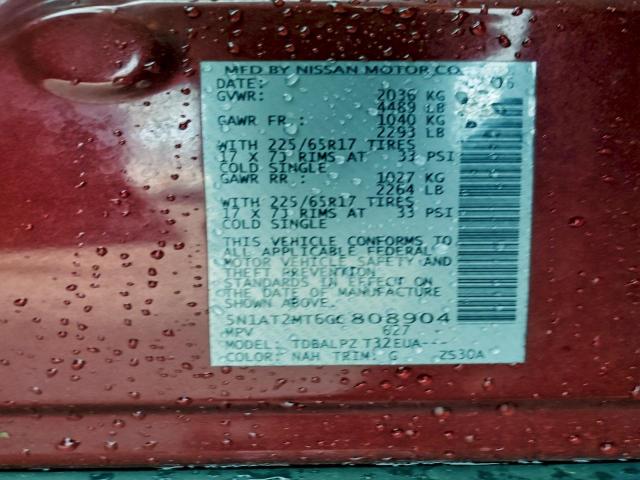 MFD BY NISSAN MOTOR CO
DATE: 06
GVWR: 2036 KG
4489 LB
GAWR FR : 1040 KG
2293 LB
WITH 225/65R17 TIRES
17 X 7J RIMS AT 33 PSI
COLD SINGLE
GAWR RR : 1027 KG
2264 LB
WITH 225/65R17 TIRES
17 X 7J RIMS AT 33 PSI
COLD SINGLE
THIS VEHICLE CONFORMS TO
ALL APPLICABLE FEDERAL
MOTOR VEHICLE SAFETY AND
THEFT PREVENTION
STANDARDS IN EFFECT ON
THE DATE OF MANUFACTURE
SHOWN ABOVE.
5N1AT2MT6GC808904
MPV 627
MODEL: TDBALPZ T32EUA---
COLOR: NAH TRIM: G ZS30A